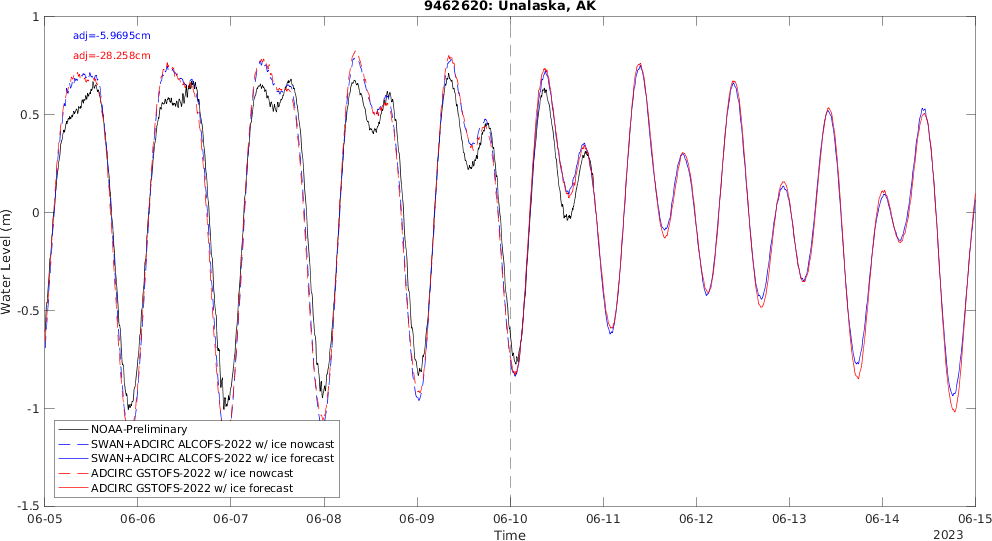 9462620: Unalaska, AK
adj=-5.9695cm
adj=-28.258cm
1
0.5
0
-0.5
-1
-1.5
Water Level (m)
NOAA-Preliminary
SWAN+ADCIRC ALCOFS-2022 w/ ice nowcast
SWAN+ADCIRC ALCOFS-2022 w/ ice forecast
ADCIRC GSTOFS-2022 w/ ice nowcast
ADCIRC GSTOFS-2022 w/ ice forecast
06-05 06-06 06-07 06-08 06-09 06-10 06-11 06-12 06-13 06-14 06-15
Time
2023